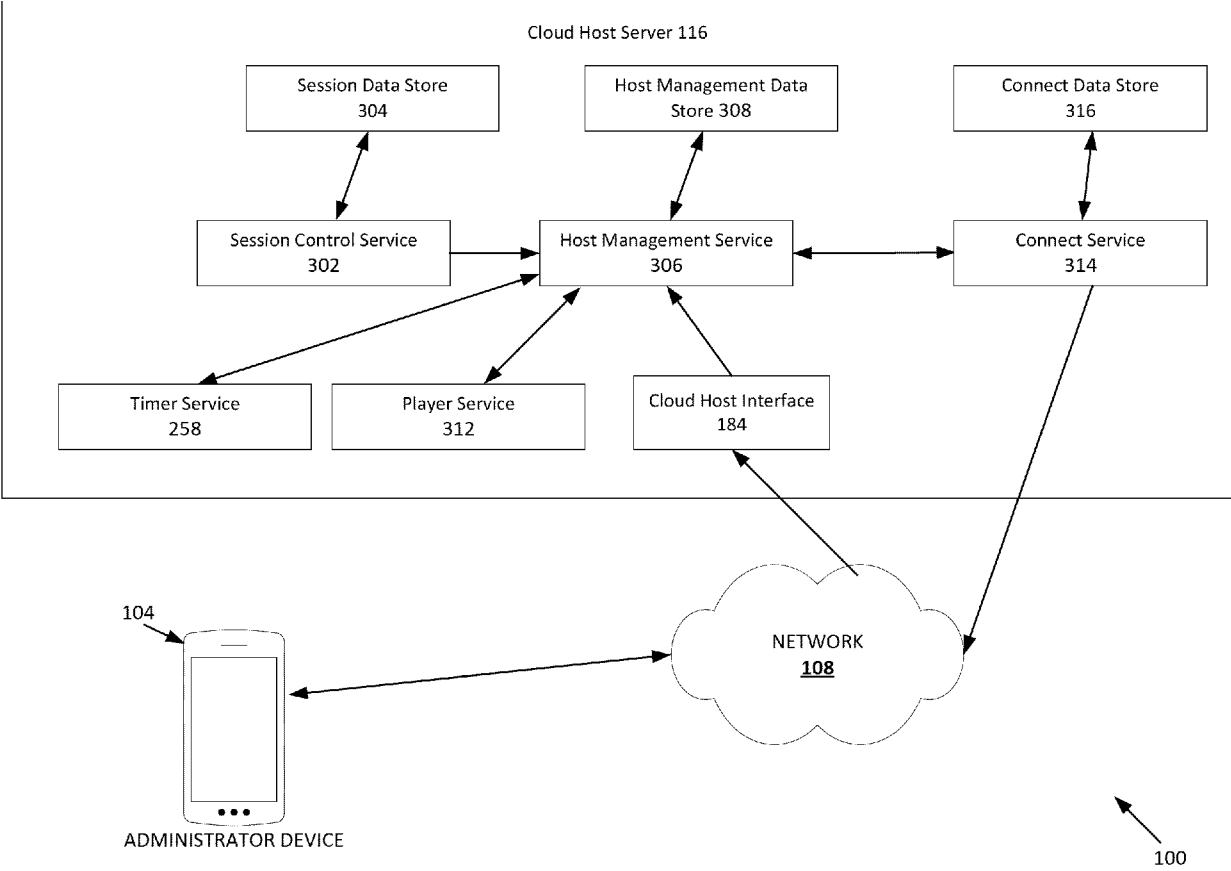 Cloud Host Server 116
Session Data Store
304
Host Management Data
Store 308
Connect Data Store
316
Session Control Service
302
Host Management Service
306
Connect Service
314
Timer Service
258
Player Service
312
Cloud Host Interface
184
104
NETWORK
108
ADMINISTRATOR DEVICE
100